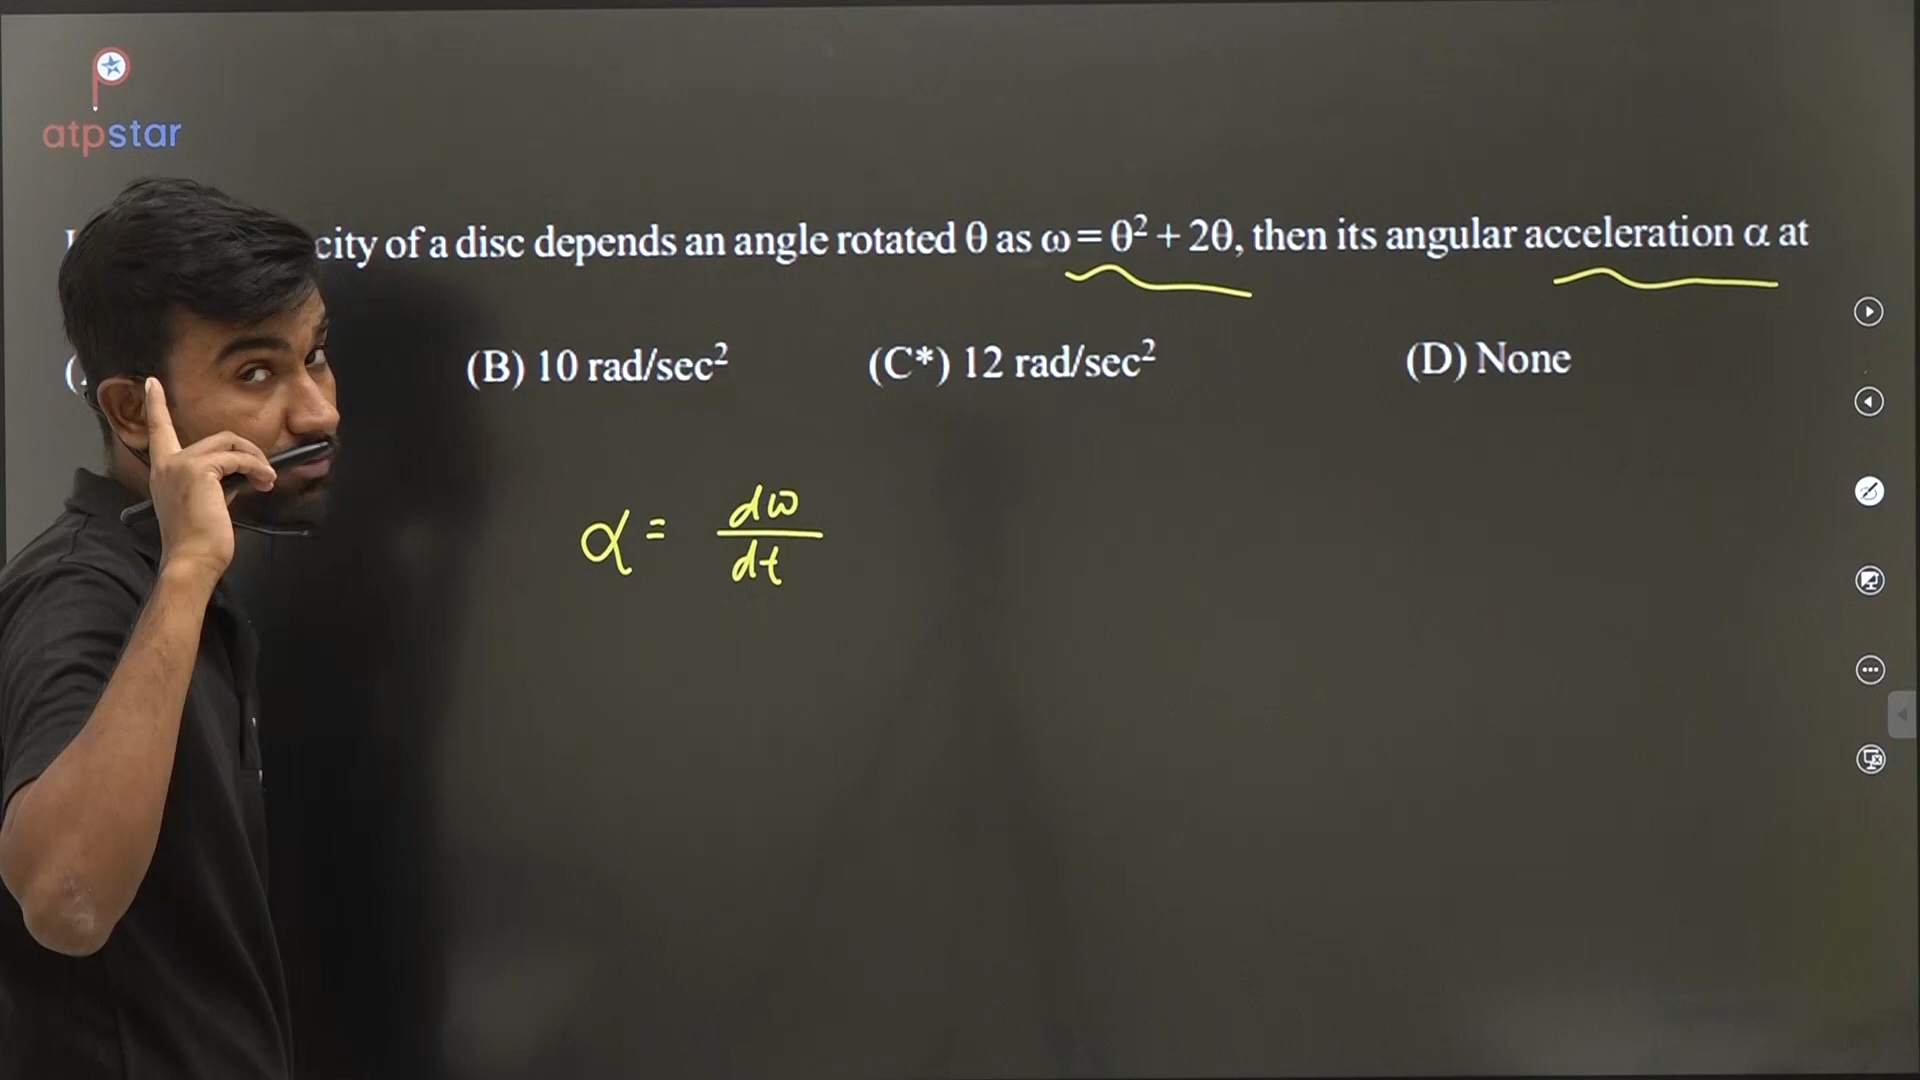 atpstar
city of a disc depends an angle rotated θ as ω = θ² + 2θ, then its angular acceleration α at
(B) 10 rad/sec² (C*) 12 rad/sec² (D) None
α = dω/dt